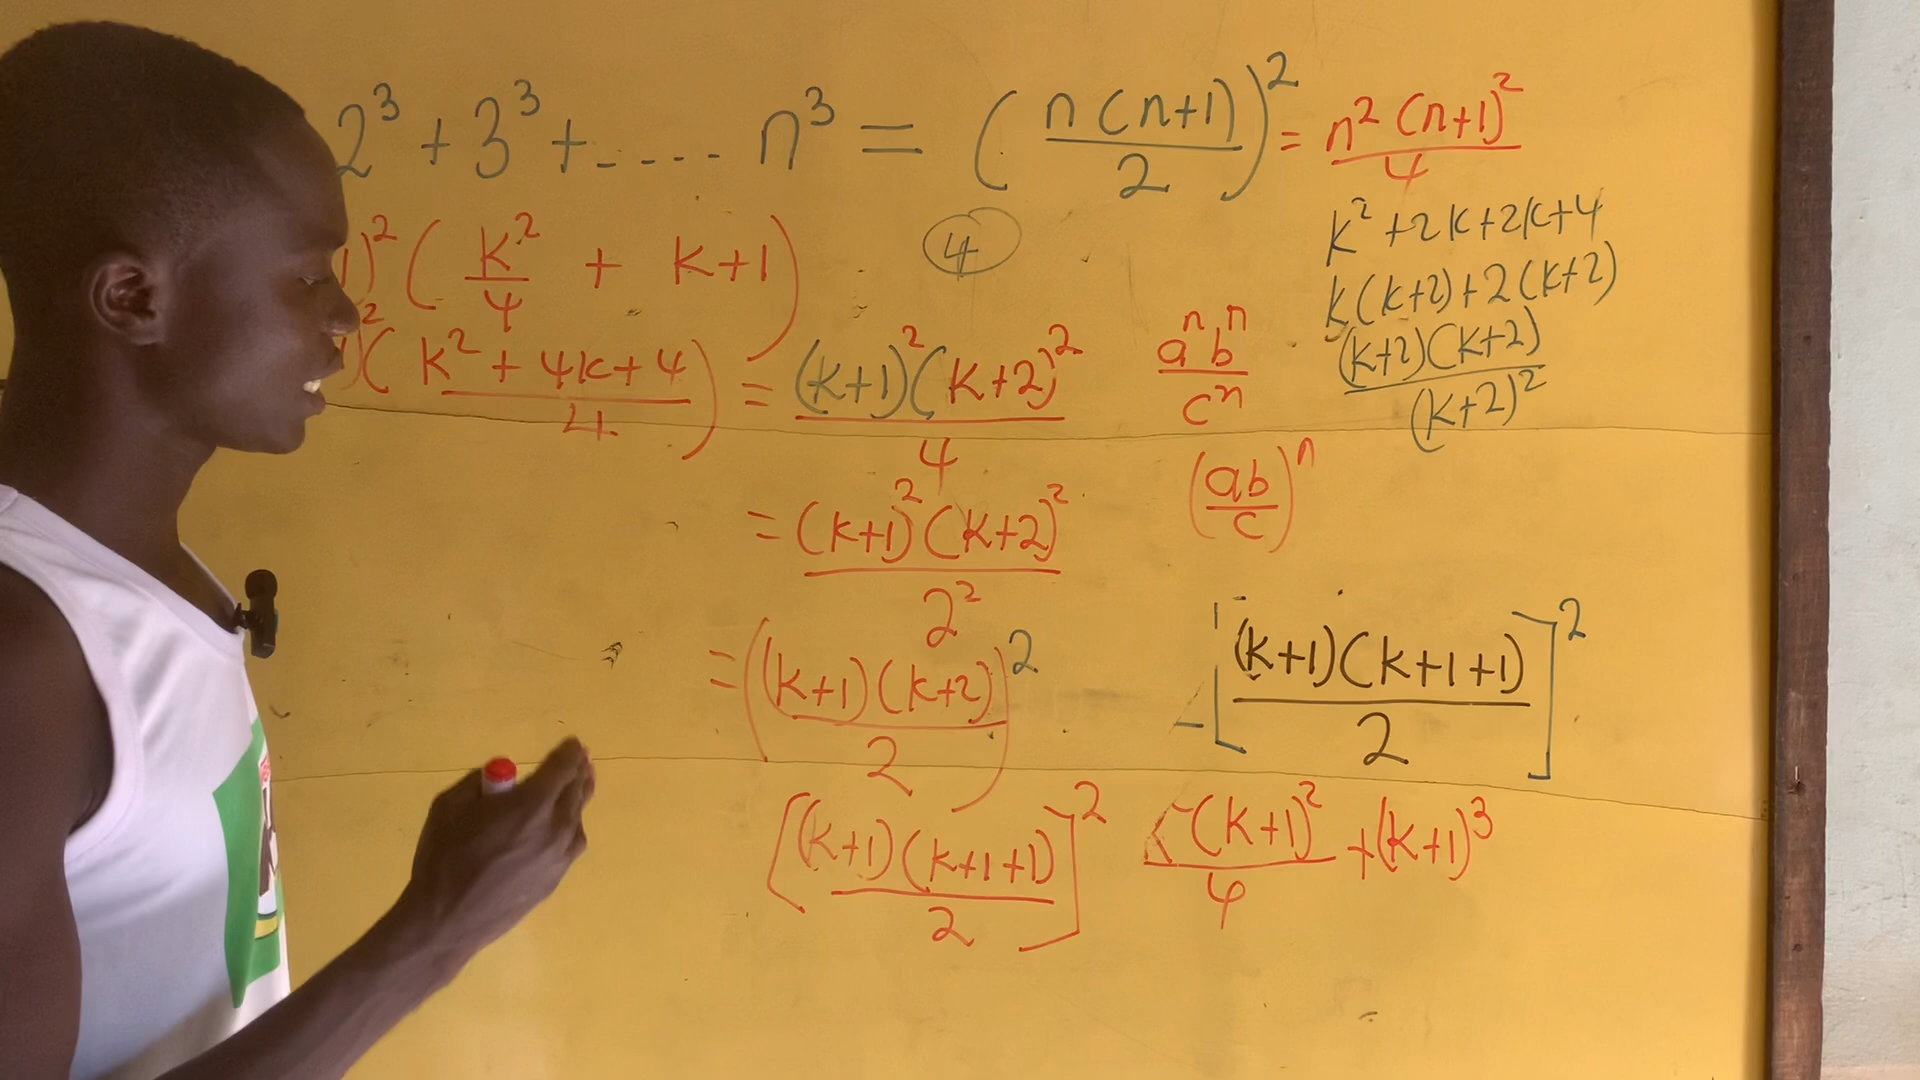 2³ + 3³ + ---- n³ = (n(n+1)/2)² = n²(n+1)²/4
1)² (k²/4 + k+1)
4
k² + 2k + 2k + 4
k(k+2) + 2(k+2)
(k+2)(k+2)
(k+2)²
)² (k² + 4k + 4/4) = (k+1)²(k+2)²/4
aⁿbⁿ/cⁿ
= (k+1)²(k+2)²/2²
(ab/c)ⁿ
= ((k+1)(k+2)/2)²
[(k+1)(k+1+1)/2]²
[(k+1)(k+1+1)/2]²
(k+1)²/4 + (k+1)³